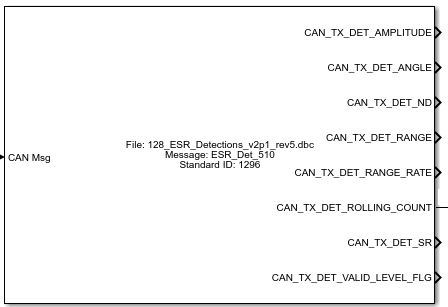 CAN Msg
File: 128_ESR_Detections_v2p1_rev5.dbc
Message: ESR_Det_510
Standard ID: 1296
CAN_TX_DET_AMPLITUDE
CAN_TX_DET_ANGLE
CAN_TX_DET_ND
CAN_TX_DET_RANGE
CAN_TX_DET_RANGE_RATE
CAN_TX_DET_ROLLING_COUNT
CAN_TX_DET_SR
CAN_TX_DET_VALID_LEVEL_FLG